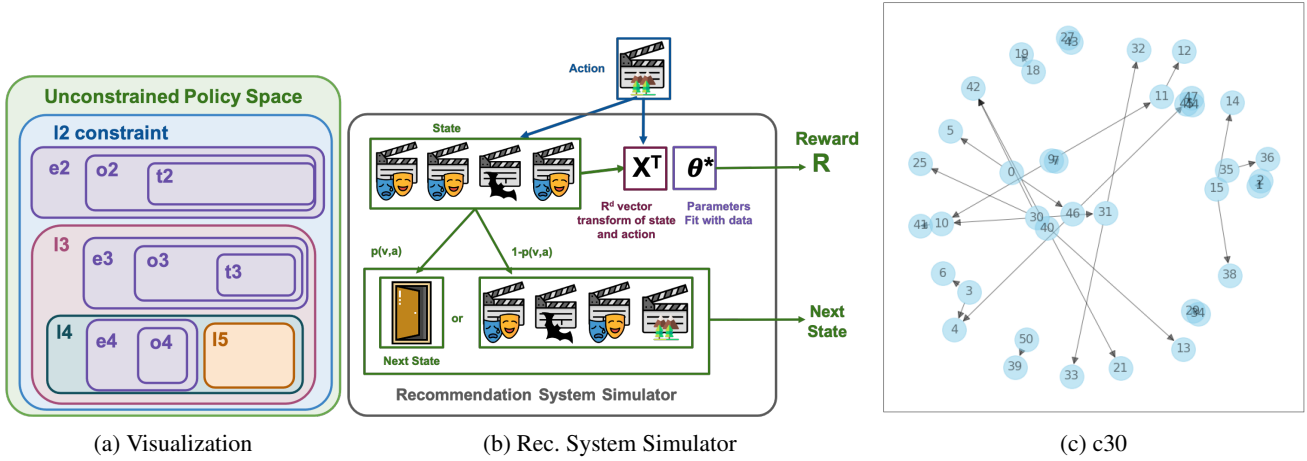 Unconstrained Policy Space
l2 constraint
e2
o2
t2
l3
e3
o3
t3
l4
e4
o4
l5
(a) Visualization
Action
State
X^T
θ*
Reward
R
R^d vector
transform of state
and action
Parameters
Fit with data
p(v,a)
1-p(v,a)
or
Next State
Next
State
Recommendation System Simulator
(b) Rec. System Simulator
27
43
19
18
32
12
42
11
47
14
5
9
7
36
25
0
35
2
1
15
41
10
30
46
31
40
6
3
38
4
50
13
39
33
21
(c) c30